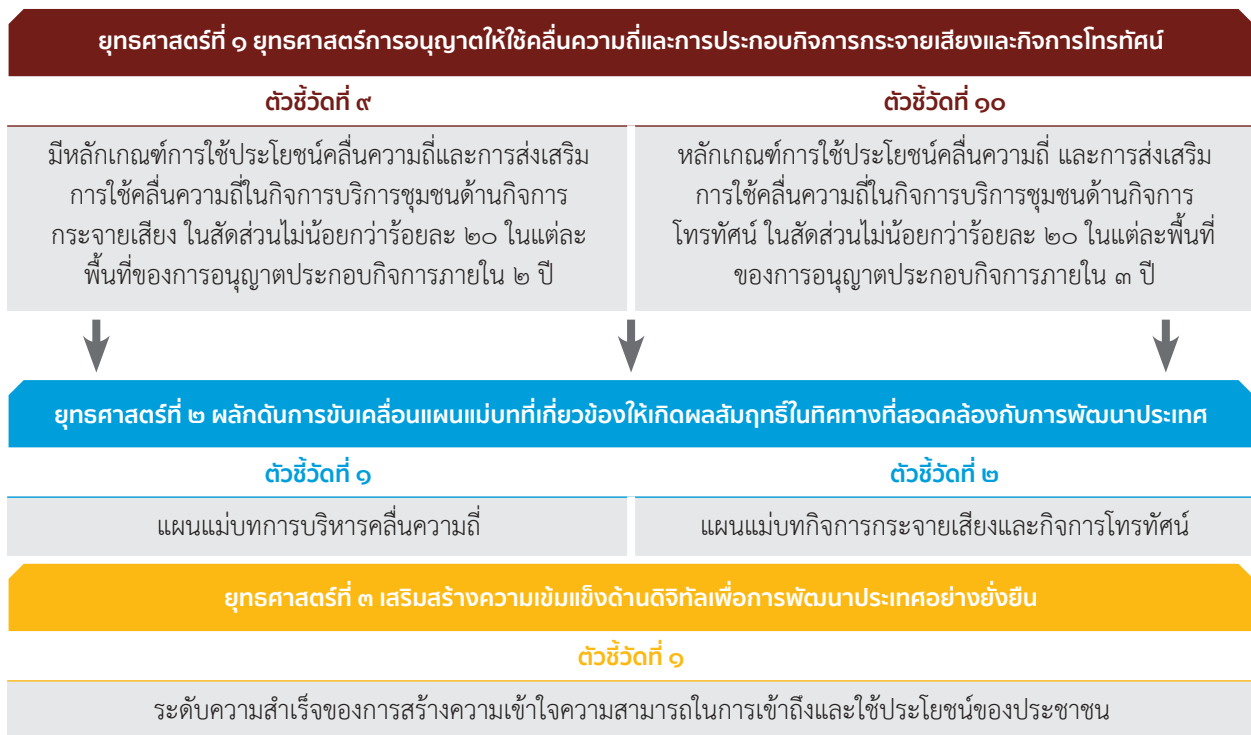 ยุทธศาสตร์ที่ ๑ ยุทธศาสตร์การอนุญาตให้ใช้คลื่นความถี่และการประกอบกิจการกระจายเสียงและกิจการโทรทัศน์
ตัวชี้วัดที่ ๙
มีหลักเกณฑ์การใช้ประโยชน์คลื่นความถี่และการส่งเสริม
การใช้คลื่นความถี่ในกิจการบริการชุมชนด้านกิจการ
กระจายเสียง ในสัดส่วนไม่น้อยกว่าร้อยละ ๒๐ ในแต่ละ
พื้นที่ของการอนุญาตประกอบกิจการภายใน ๒ ปี
ตัวชี้วัดที่ ๑๐
หลักเกณฑ์การใช้ประโยชน์คลื่นความถี่ และการส่งเสริม
การใช้คลื่นความถี่ในกิจการบริการชุมชนด้านกิจการ
โทรทัศน์ ในสัดส่วนไม่น้อยกว่าร้อยละ ๒๐ ในแต่ละพื้นที่
ของการอนุญาตประกอบกิจการภายใน ๓ ปี
ยุทธศาสตร์ที่ ๒ ผลักดันการขับเคลื่อนแผนแม่บทที่เกี่ยวข้องให้เกิดผลสัมฤทธิ์ในทิศทางที่สอดคล้องกับการพัฒนาประเทศ
ตัวชี้วัดที่ ๑
แผนแม่บทการบริหารคลื่นความถี่
ตัวชี้วัดที่ ๒
แผนแม่บทกิจการกระจายเสียงและกิจการโทรทัศน์
ยุทธศาสตร์ที่ ๓ เสริมสร้างความเข้มแข็งด้านดิจิทัลเพื่อการพัฒนาประเทศอย่างยั่งยืน
ตัวชี้วัดที่ ๑
ระดับความสำเร็จของการสร้างความเข้าใจความสามารถในการเข้าถึงและใช้ประโยชน์ของประชาชน